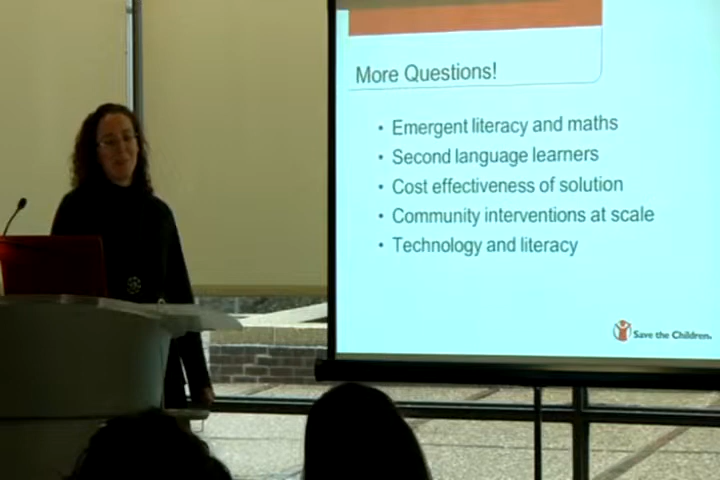 More Questions!
• Emergent literacy and maths
• Second language learners
• Cost effectiveness of solution
• Community interventions at scale
• Technology and literacy
Save the Children.